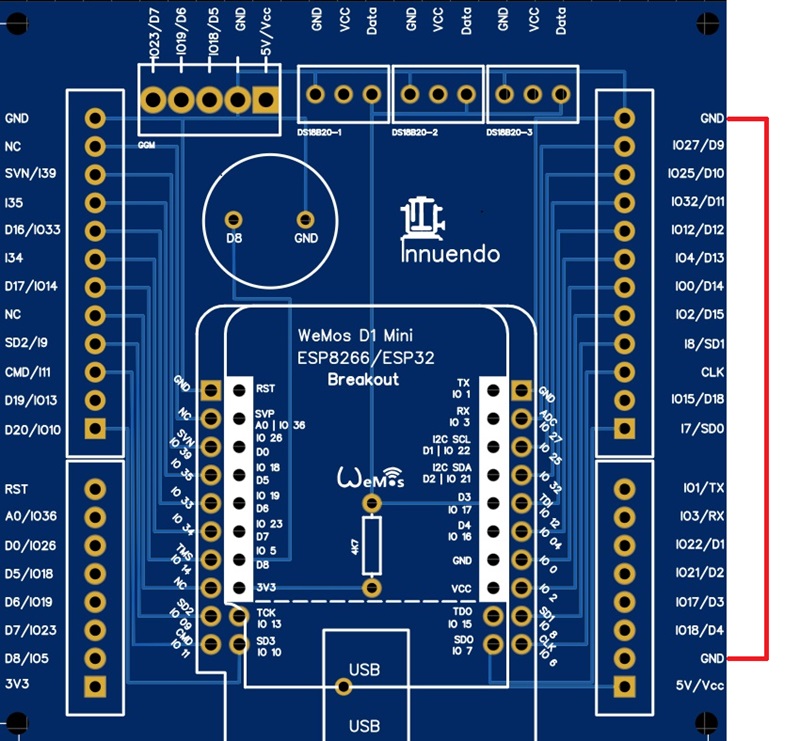 IO23/D7
IO19/D6
IO18/D5
GND
5V/Vcc
GND
VCC
Data
GND
VCC
Data
GND
VCC
Data
GGM
DS18B20-1
DS18B20-2
DS18B20-3
GND
NC
SVN/I39
I35
D16/IO33
I34
D17/IO14
NC
SD2/I9
CMD/I11
D19/IO13
D20/IO10
RST
A0/IO36
D0/IO26
D5/IO18
D6/IO19
D7/IO23
D8/IO5
3V3
D8
GND
Innuendo
WeMos D1 Mini
ESP8266/ESP32
Breakout
GND
NC
SVN
IO 39
IO 35
IO 33
IO 34
TMS
IO 14
NC
SD2
IO 09
CMD
IO 11
RST
SVP
A0 | IO 36
IO 26
D0
IO 18
D5
IO 19
D6
IO 23
D7
IO 5
D8
3V3
TCK
IO 13
SD3
IO 10
WeMos
4K7
USB
USB
TX
IO 1
RX
IO 3
I2C SCL
D1 | IO 22
I2C SDA
D2 | IO 21
D3
IO 17
D4
IO 16
GND
VCC
TDO
IO 15
SD0
IO 7
GND
ADC
IO 27
IO 25
IO 32
TDI
IO 12
IO 04
IO 0
IO 2
SD1
IO 8
CLK
IO 6
GND
IO27/D9
IO25/D10
IO32/D11
IO12/D12
IO4/D13
IO0/D14
IO2/D15
I8/SD1
CLK
IO15/D18
I7/SD0
IO1/TX
IO3/RX
IO22/D1
IO21/D2
IO17/D3
IO18/D4
GND
5V/Vcc